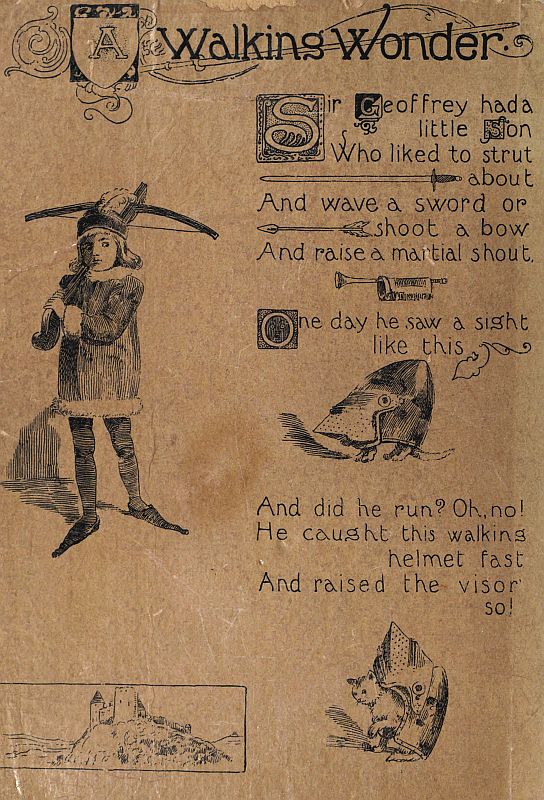 A Walking Wonder.
Sir Geoffrey had a
little Son
Who liked to strut
about
And wave a sword or
shoot a bow
And raise a martial shout.
One day he saw a sight
like this
And did he run? Oh, no!
He caught this walking
helmet fast
And raised the visor
so!